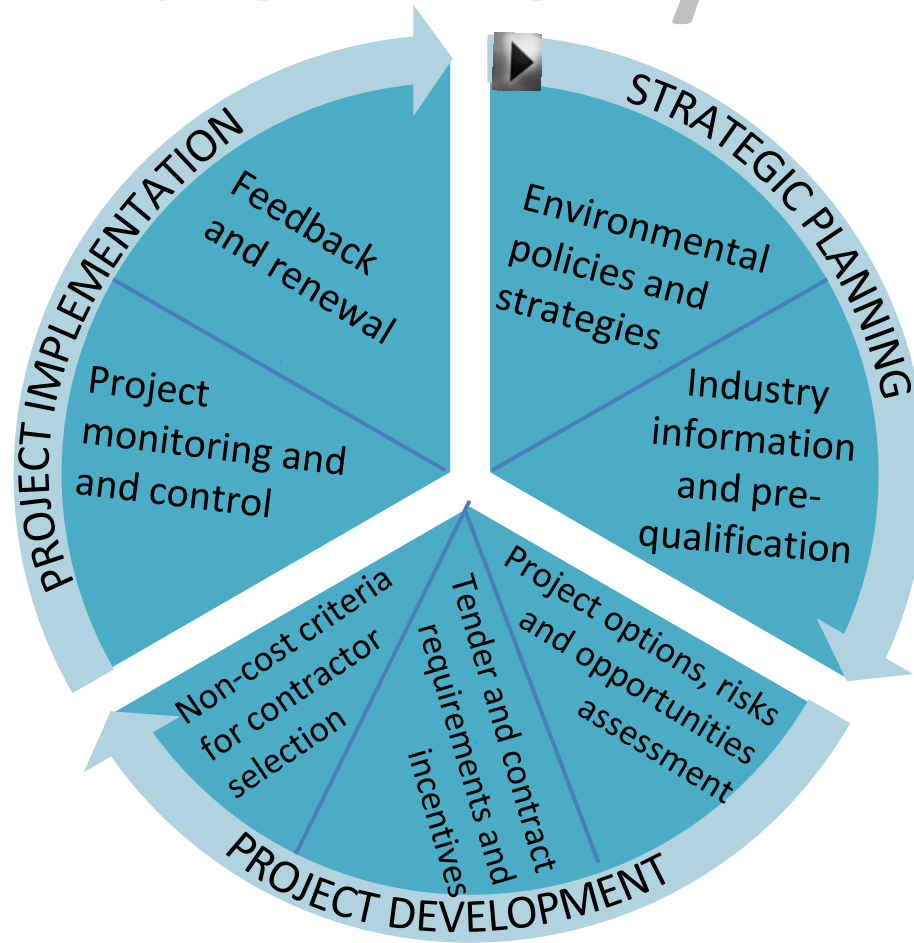 STRATEGIC PLANNING
Environmental
policies and
strategies
Industry
information
and pre-
qualification
PROJECT DEVELOPMENT
Project options, risks
and opportunities
assessment
Tender and contract
requirements and
incentives
Non-cost criteria
for contractor
selection
PROJECT IMPLEMENTATION
Project
monitoring and
and control
Feedback
and renewal